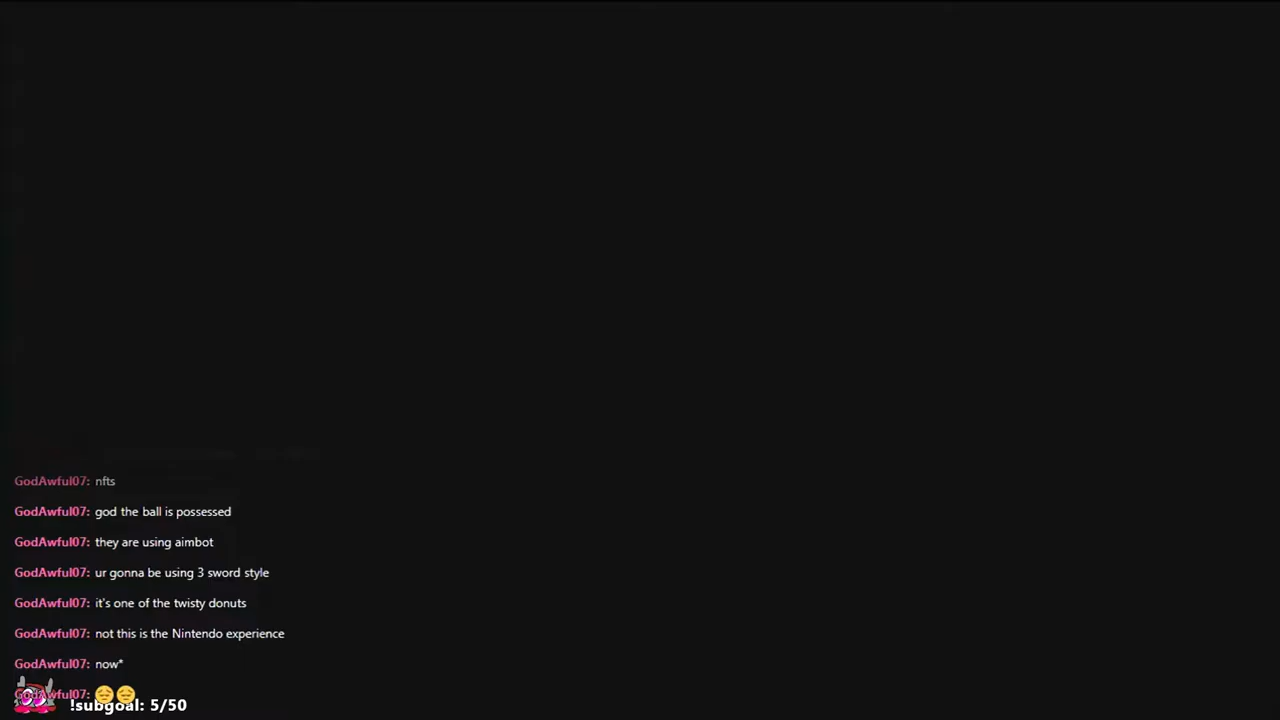 GodAwful07: nfts
GodAwful07: god the ball is possessed
GodAwful07: they are using aimbot
GodAwful07: ur gonna be using 3 sword style
GodAwful07: it's one of the twisty donuts
GodAwful07: not this is the Nintendo experience
GodAwful07: now*
GodAwful07: 😔😔
!subgoal: 5/50